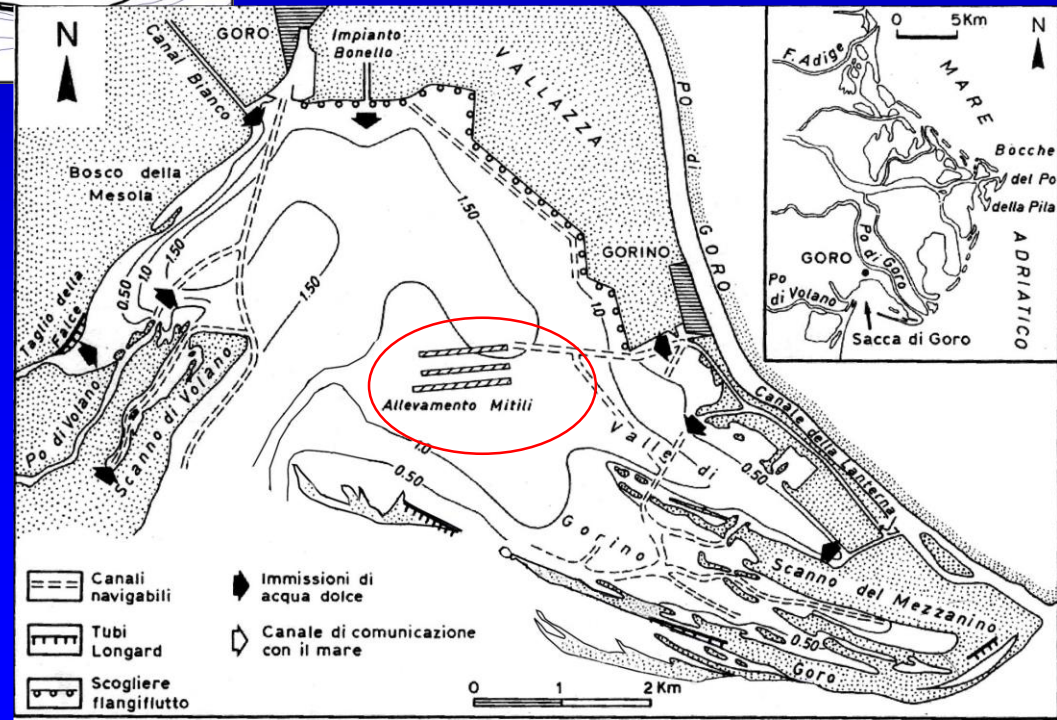 N
GORO
Impianto
Bonello
Canal Bianco
VALLAZZA
Bosco della
Mesola
1.50
1.50
1.50
1.0
0.50
1.50
1.0
GORINO
PO di GORO
Taglio della
Falce
Po di Volano
Scanno di Volano
Allevamento Mitili
1.0
0.50
Valle di
Gorino
0.50
Canale della Lanterna
Scanno del Mezzanino
0.50
Goro
Canali
navigabili
Tubi
Longard
Scogliere
flangiflutto
Immissioni di
acqua dolce
Canale di comunicazione
con il mare
0 1 2 Km
0 5 Km
N
F. Adige
MARE
ADRIATICO
Bocche
del Po
della Pila
GORO
Po di Goro
Po
di Volano
Sacca di Goro